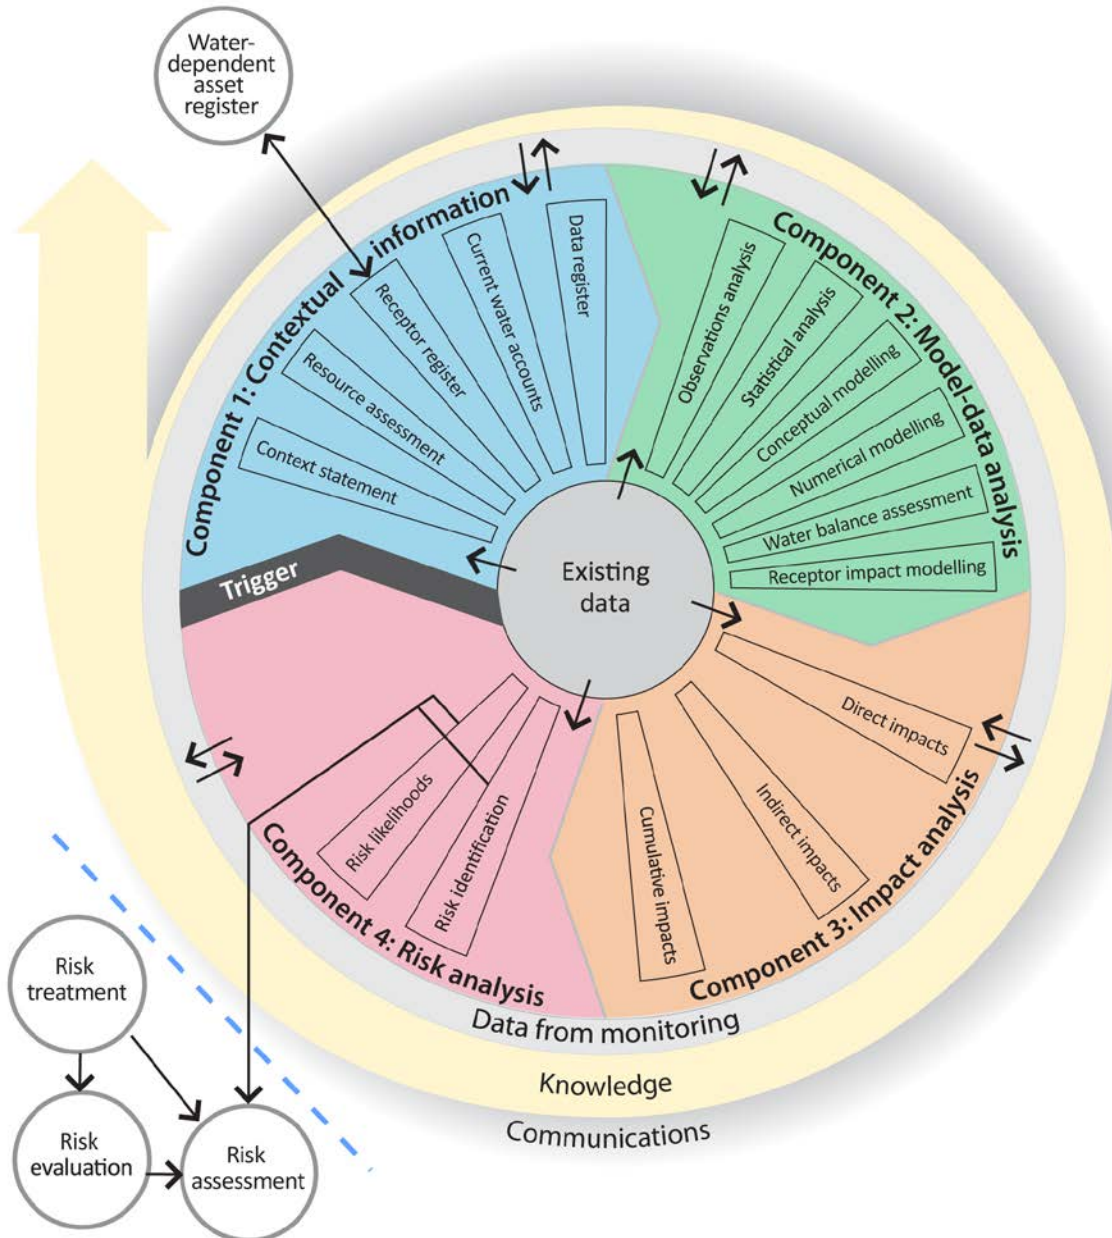 Water-
dependent
asset
register
Component 1: Contextual information
Context statement
Resource assessment
Receptor register
Current water accounts
Data register
Component 2: Model-data analysis
Observations analysis
Statistical analysis
Conceptual modelling
Numerical modelling
Water balance assessment
Receptor impact modelling
Trigger
Existing
data
Component 3: Impact analysis
Direct impacts
Indirect impacts
Cumulative impacts
Component 4: Risk analysis
Risk likelihoods
Risk identification
Data from monitoring
Knowledge
Communications
Risk
treatment
Risk
evaluation
Risk
assessment